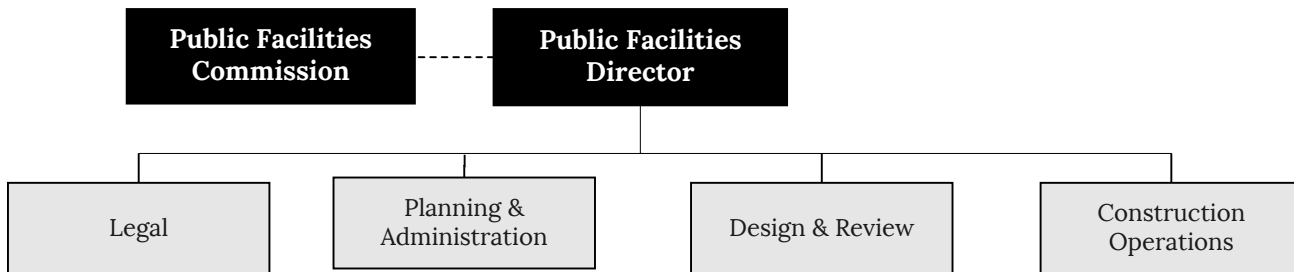 Public Facilities
Commission
Public Facilities
Director
Legal
Planning &
Administration
Design & Review
Construction
Operations